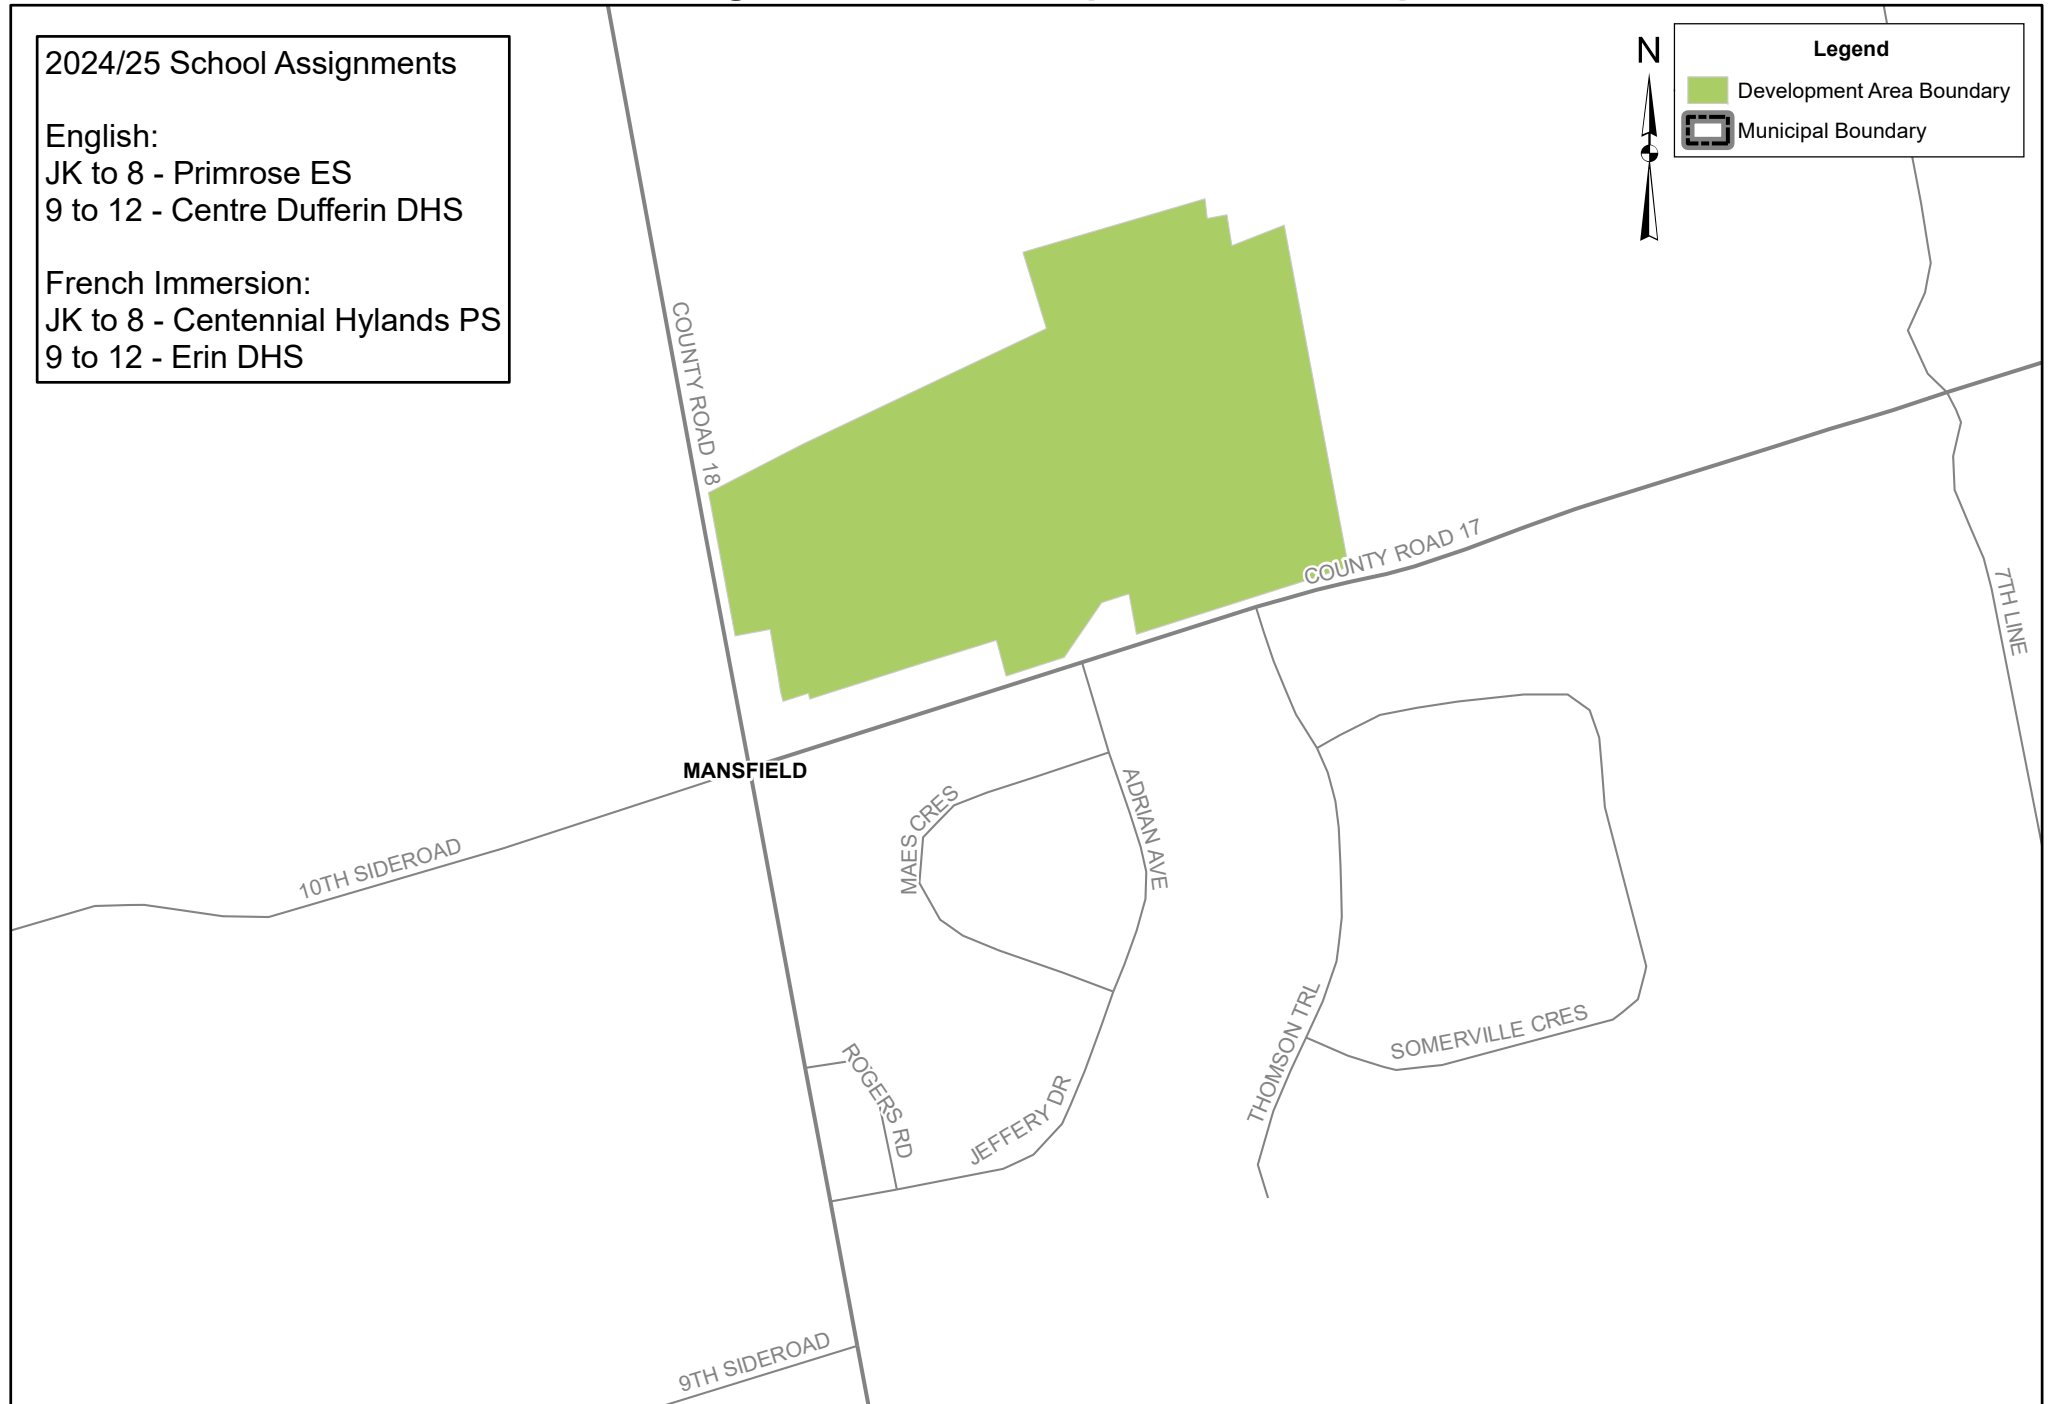 2024/25 School Assignments
English:
JK to 8 - Primrose ES
9 to 12 - Centre Dufferin DHS
French Immersion:
JK to 8 - Centennial Hylands PS
9 to 12 - Erin DHS
N
Legend
Development Area Boundary
Municipal Boundary
COUNTY ROAD 18
COUNTY ROAD 17
7TH LINE
MANSFIELD
10TH SIDEROAD
MAES CRES
ADRIAN AVE
THOMSON TRL
SOMERVILLE CRES
ROGERS RD
JEFFERY DR
9TH SIDEROAD